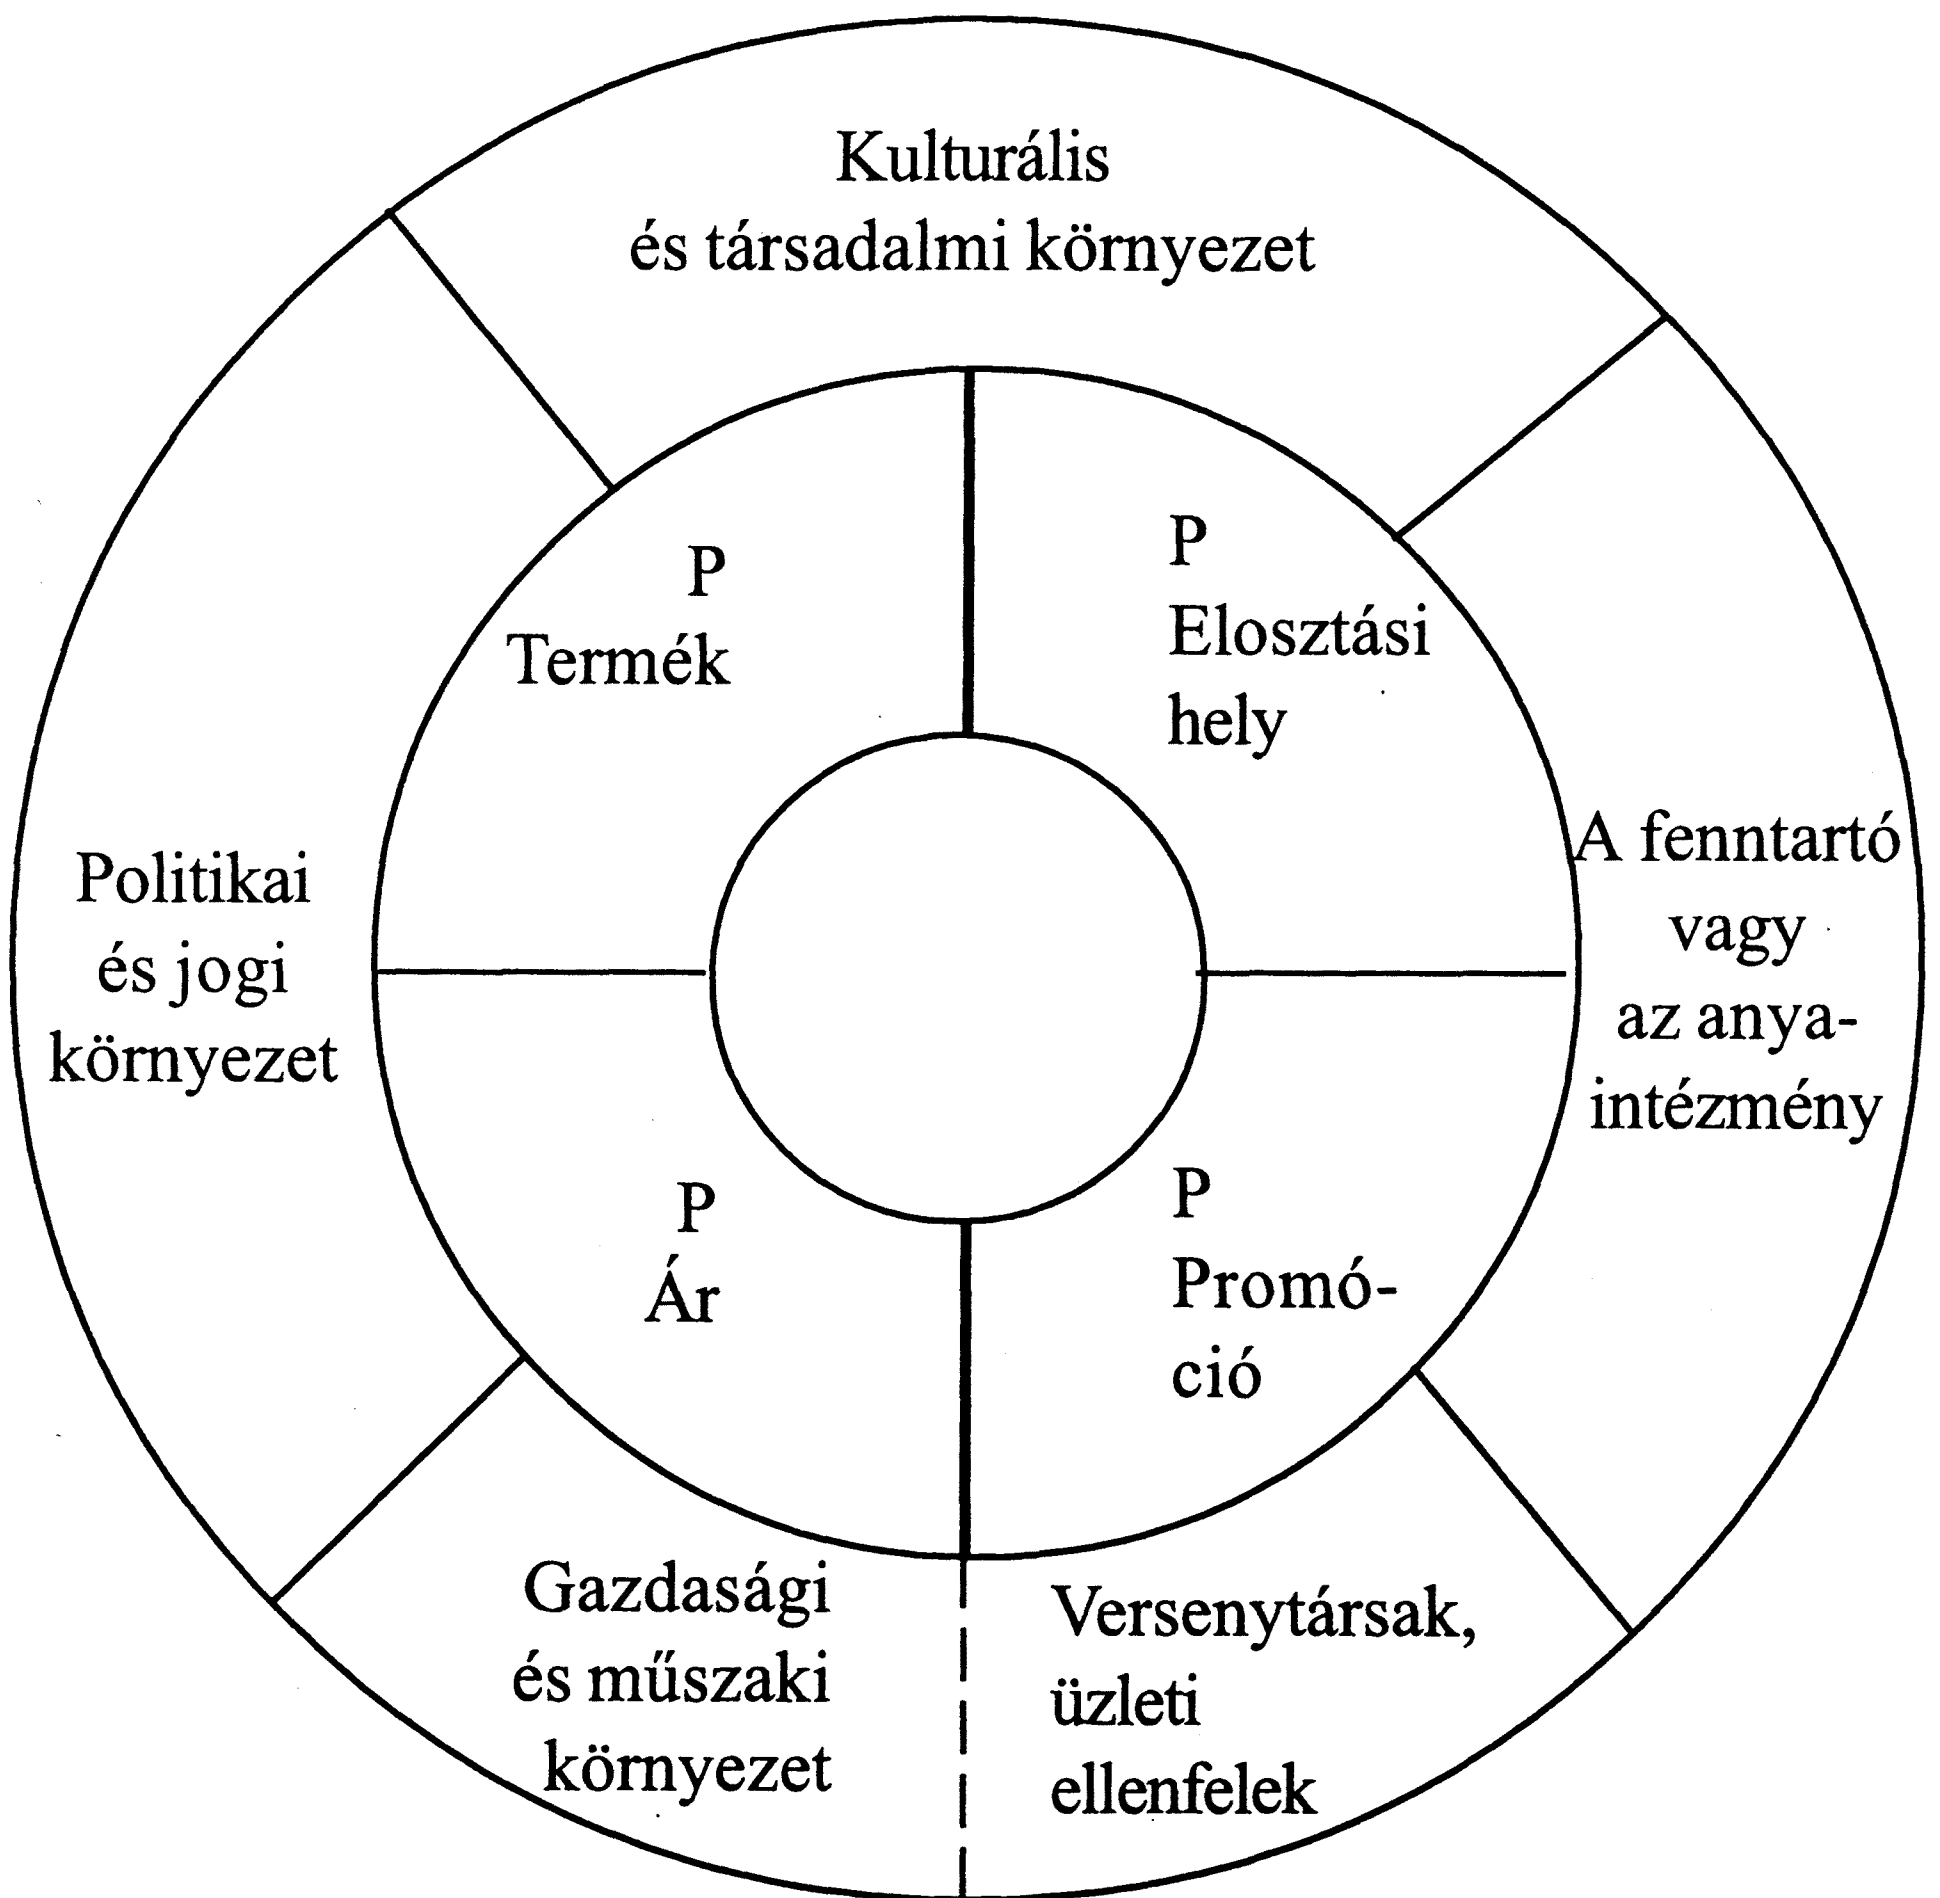 Kulturális
és társadalmi környezet
P
Termék
P
Elosztási
hely
Politikai
és jogi
környezet
A fenntartó
vagy
az anya-
intézmény
P
Ár
P
Promó-
ció
Gazdasági
és műszaki
környezet
Versenytársak,
üzleti
ellenfelek